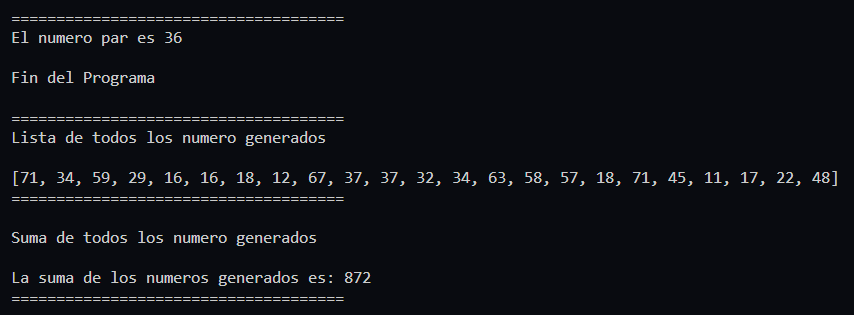 =====================================
El numero par es 36
Fin del Programa
=====================================
Lista de todos los numero generados
[71, 34, 59, 29, 16, 16, 18, 12, 67, 37, 37, 32, 34, 63, 58, 57, 18, 71, 45, 11, 17, 22, 48]
=====================================
Suma de todos los numero generados
La suma de los numeros generados es: 872
=====================================